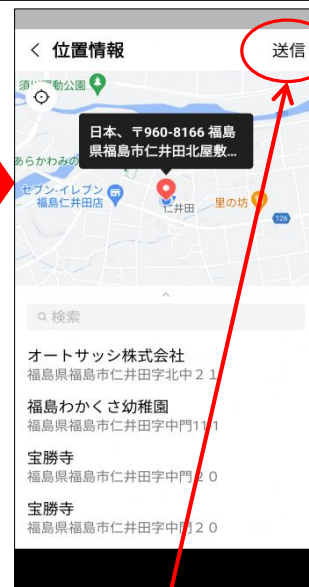 ＜ 位置情報
送信
動公園
日本、〒960-8166 福島
県福島市仁井田北屋敷...
あらかわみの
セブン-イレブン
福島仁井田店
仁井田
里の坊
126
検索
オートサッシ株式会社
福島県福島市仁井田字北中２１
福島わかくさ幼稚園
福島県福島市仁井田字中門11-1
宝勝寺
福島県福島市仁井田字中門２０
宝勝寺
福島県福島市仁井田字中門２０